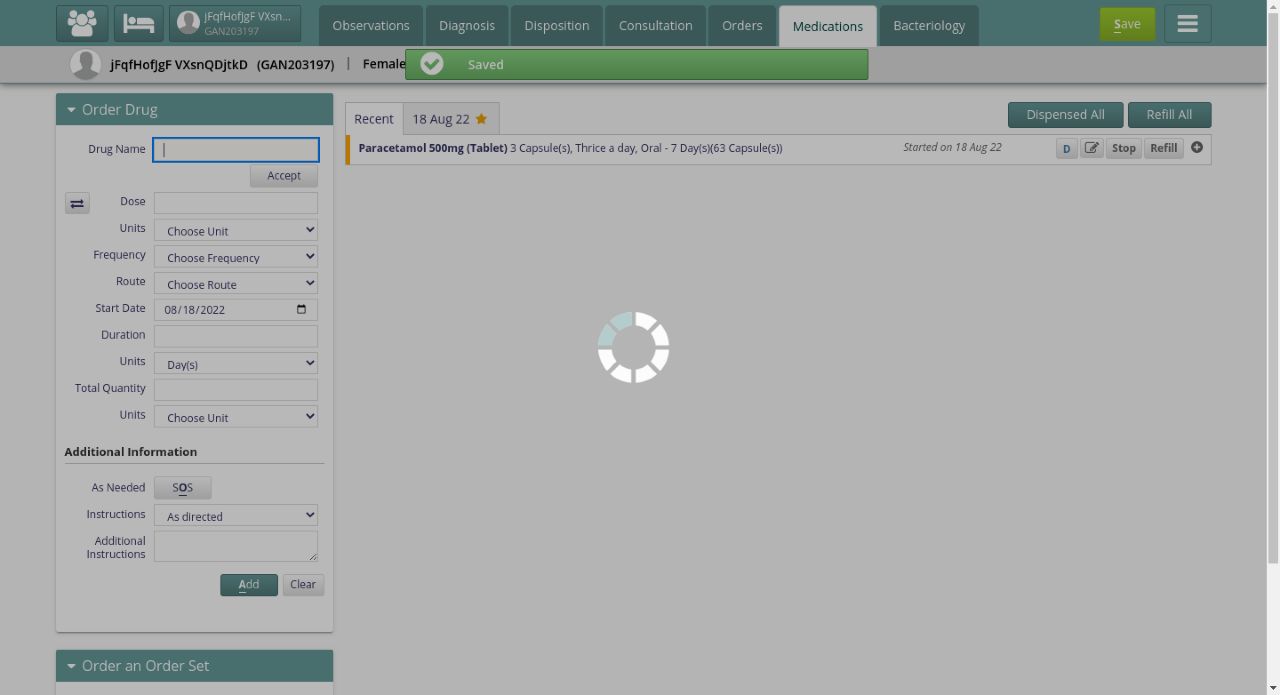 jFqfHofJgF VXsn...
GAN203197
Observations
Diagnosis
Disposition
Consultation
Orders
Medications
Bacteriology
Save
jFqfHofJgF VXsnQDjtkD (GAN203197) | Female
Saved
Order Drug
Drug Name
Accept
Dose
Units Choose Unit
Frequency Choose Frequency
Route Choose Route
Start Date 08/18/2022
Duration
Units Day(s)
Total Quantity
Units Choose Unit
Additional Information
As Needed SOS
Instructions As directed
Additional
Instructions
Add Clear
Order an Order Set
Recent 18 Aug 22
Dispensed All Refill All
Paracetamol 500mg (Tablet) 3 Capsule(s), Thrice a day, Oral - 7 Day(s)(63 Capsule(s)) Started on 18 Aug 22 D Stop Refill